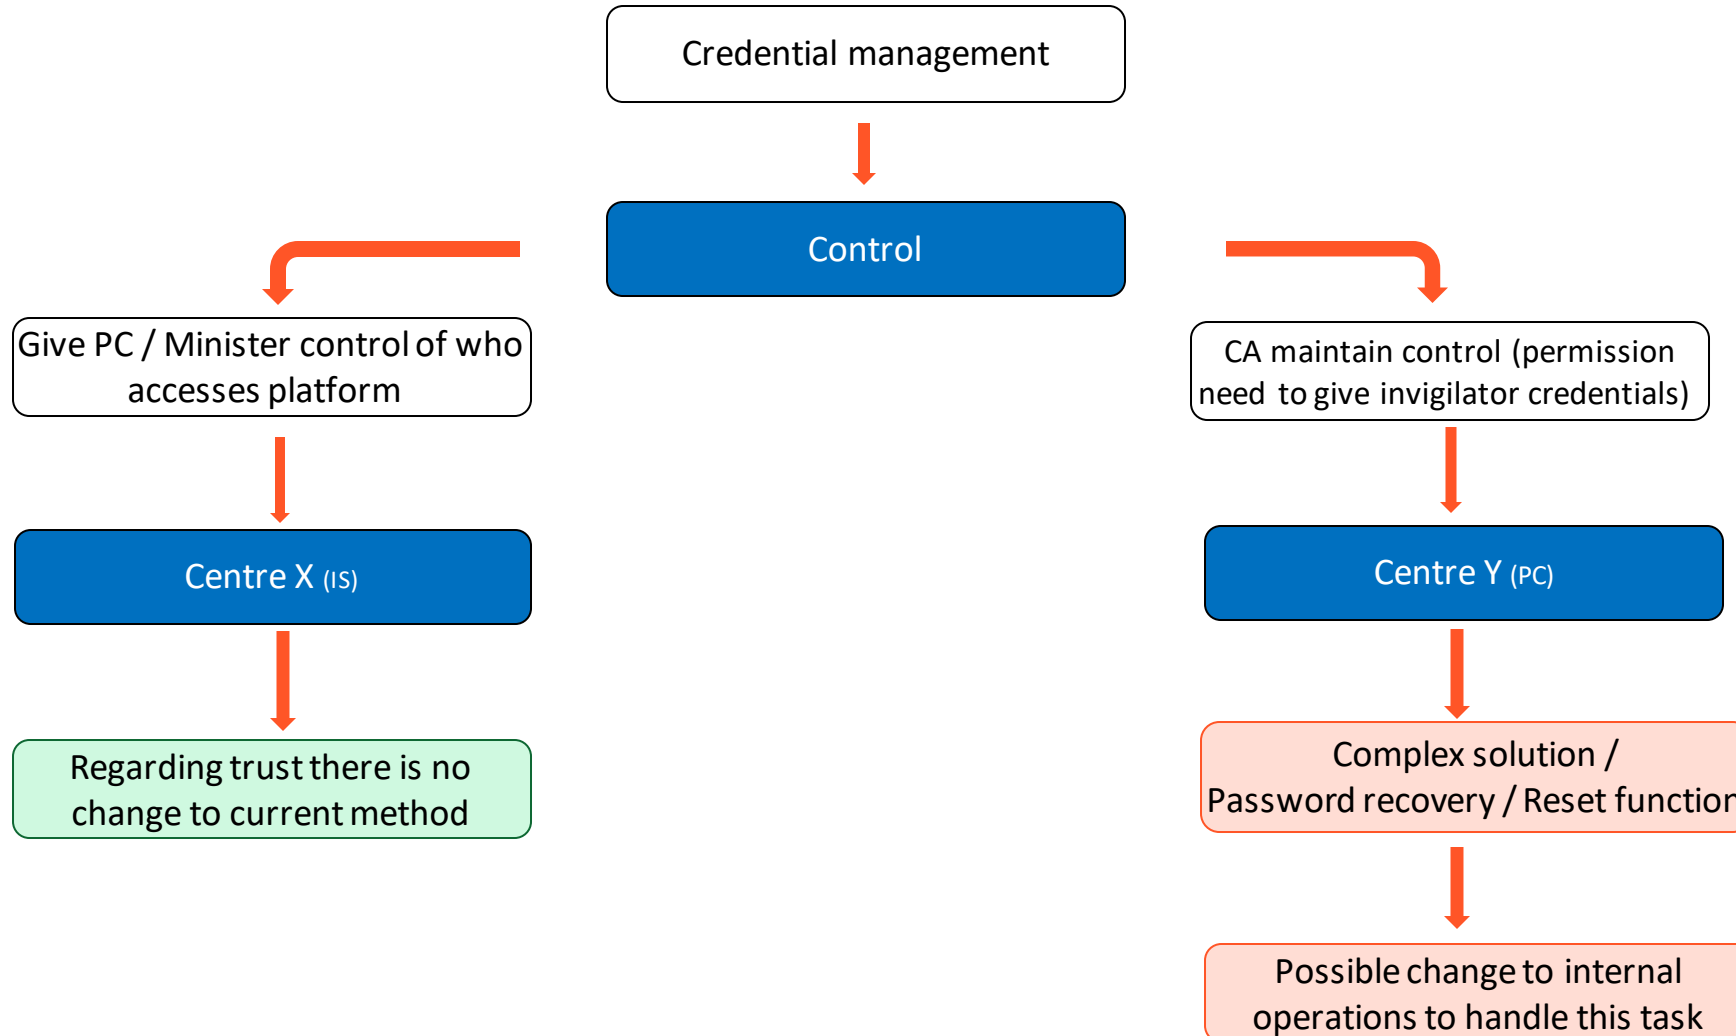 Credential management
Control
Give PC / Minister control of who
accesses platform
CA maintain control (permission
need to give invigilator credentials)
Centre X (IS)
Centre Y (PC)
Regarding trust there is no
change to current method
Complex solution /
Password recovery / Reset function
Possible change to internal
operations to handle this task